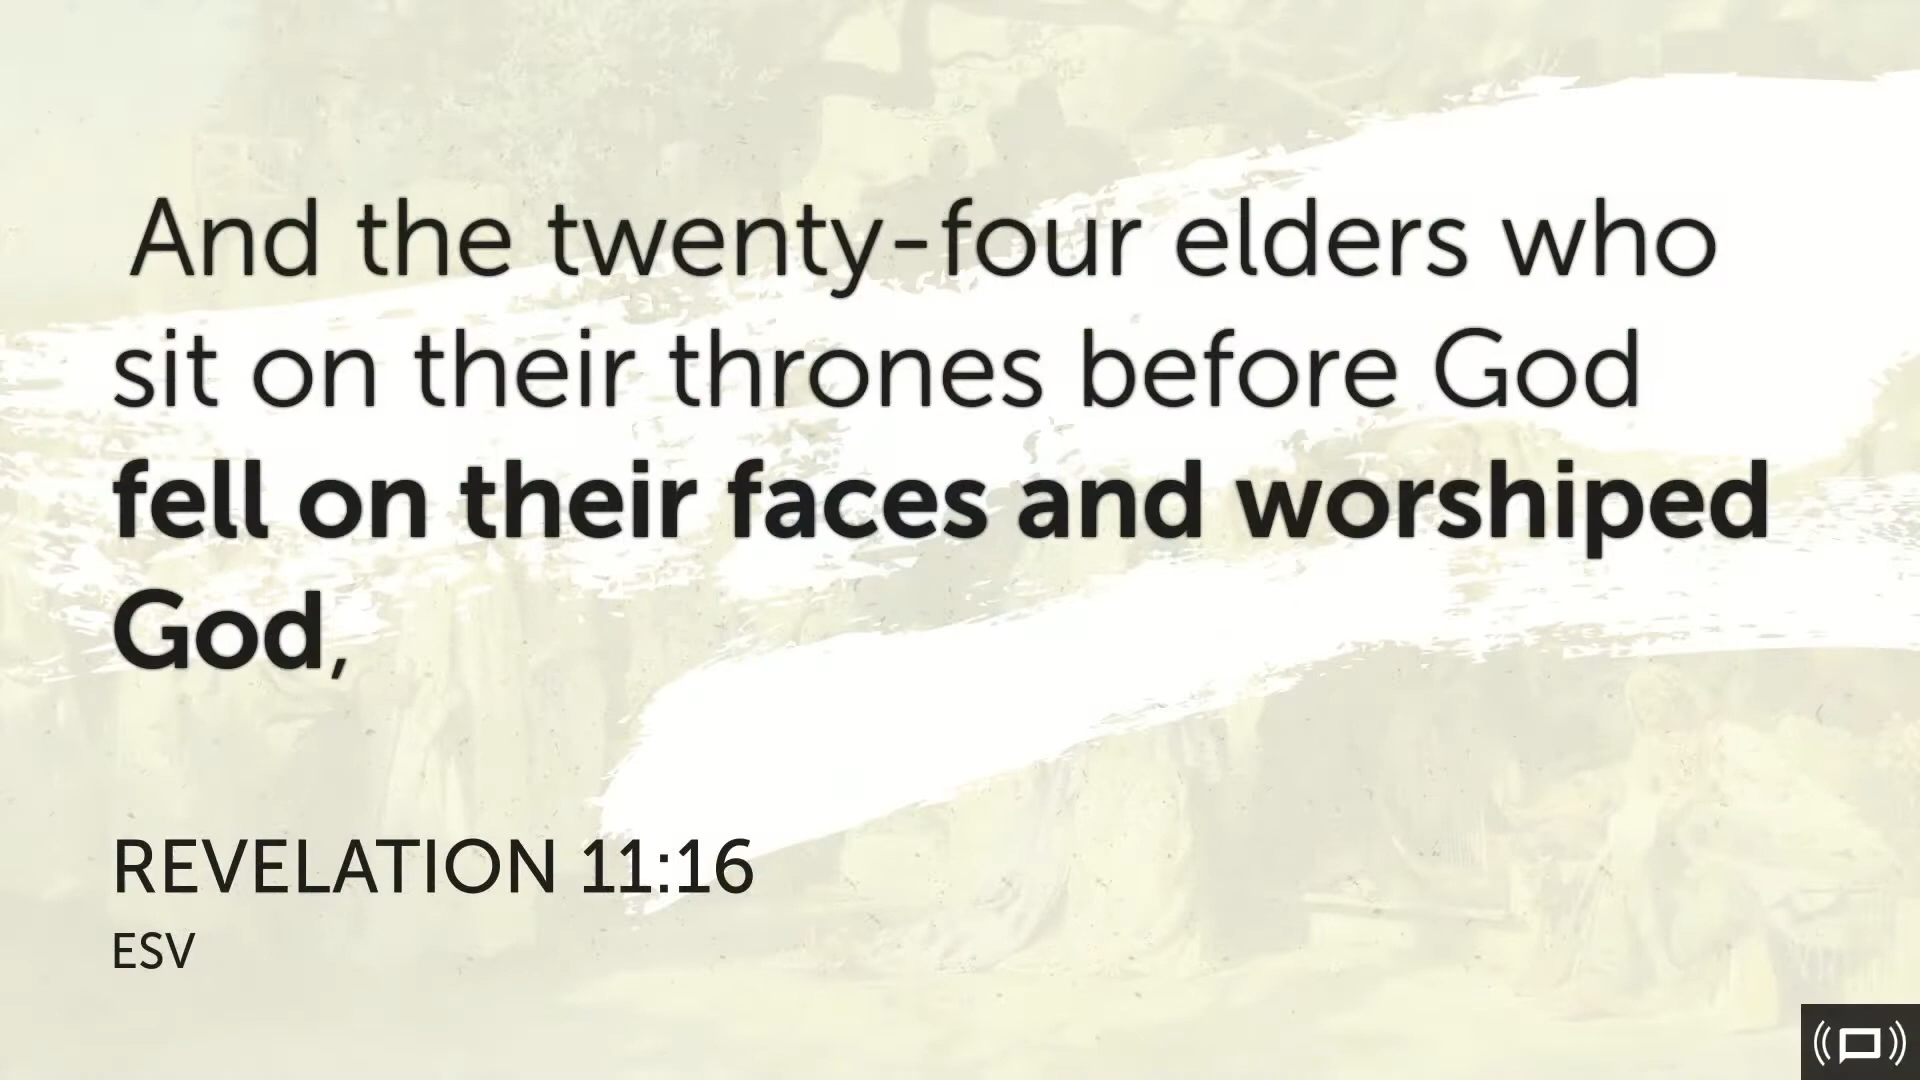 And the twenty-four elders who
sit on their thrones before God
fell on their faces and worshiped
God,
REVELATION 11:16
ESV